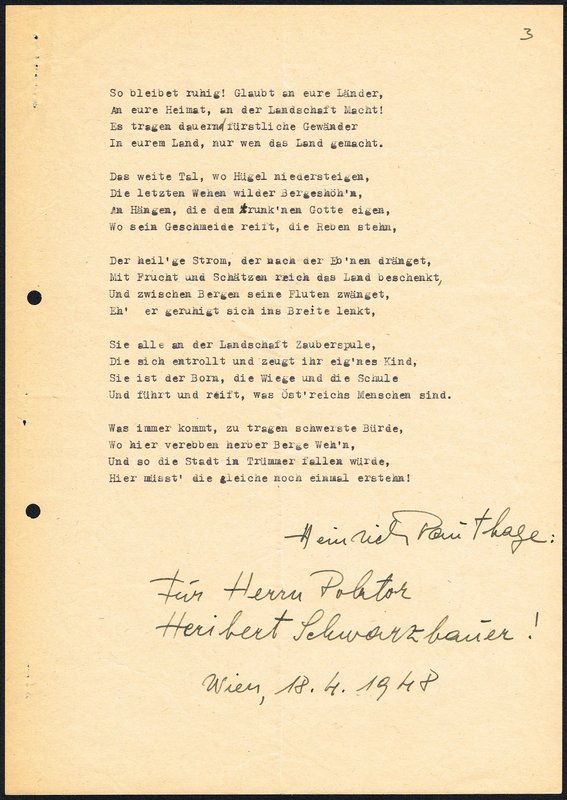 3
So bleibet ruhig! Glaubt an eure Länder,
An eure Heimat, an der Landschaft Macht!
Es tragen dauernd/fürstliche Gewänder
In eurem Land, nur wen das Land gemacht.
Das weite Tal, wo Hügel niedersteigen,
Die letzten Wehen wilder Bergeshöh'n,
An Hängen, die dem trunk'nen Gotte eigen,
Wo sein Geschmeide reift, die Reben stehn,
Der heil'ge Strom, der nach der Eb'nen dränget,
Mit Frucht und Schätzen reich das Land beschenkt,
Und zwischen Bergen seine Fluten zwänget,
Eh' er geruhigt sich ins Breite lenkt,
Sie alle an der Landschaft Zauberspule,
Die sich entrollt und zeugt ihr eig'nes Kind,
Sie ist der Born, die Wiege und die Schule
Und führt und reift, was Öst'reichs Menschen sind.
Was immer kommt, zu tragen schwerste Bürde,
Wo hier verebben herber Berge Weh'n,
Und so die Stadt in Trümmer fallen würde,
Hier müsst' die gleiche noch einmal erstehn!
Heinrich :
Für Herrn
Heribert Schwarzbauer!
Wien, 18.4.1948